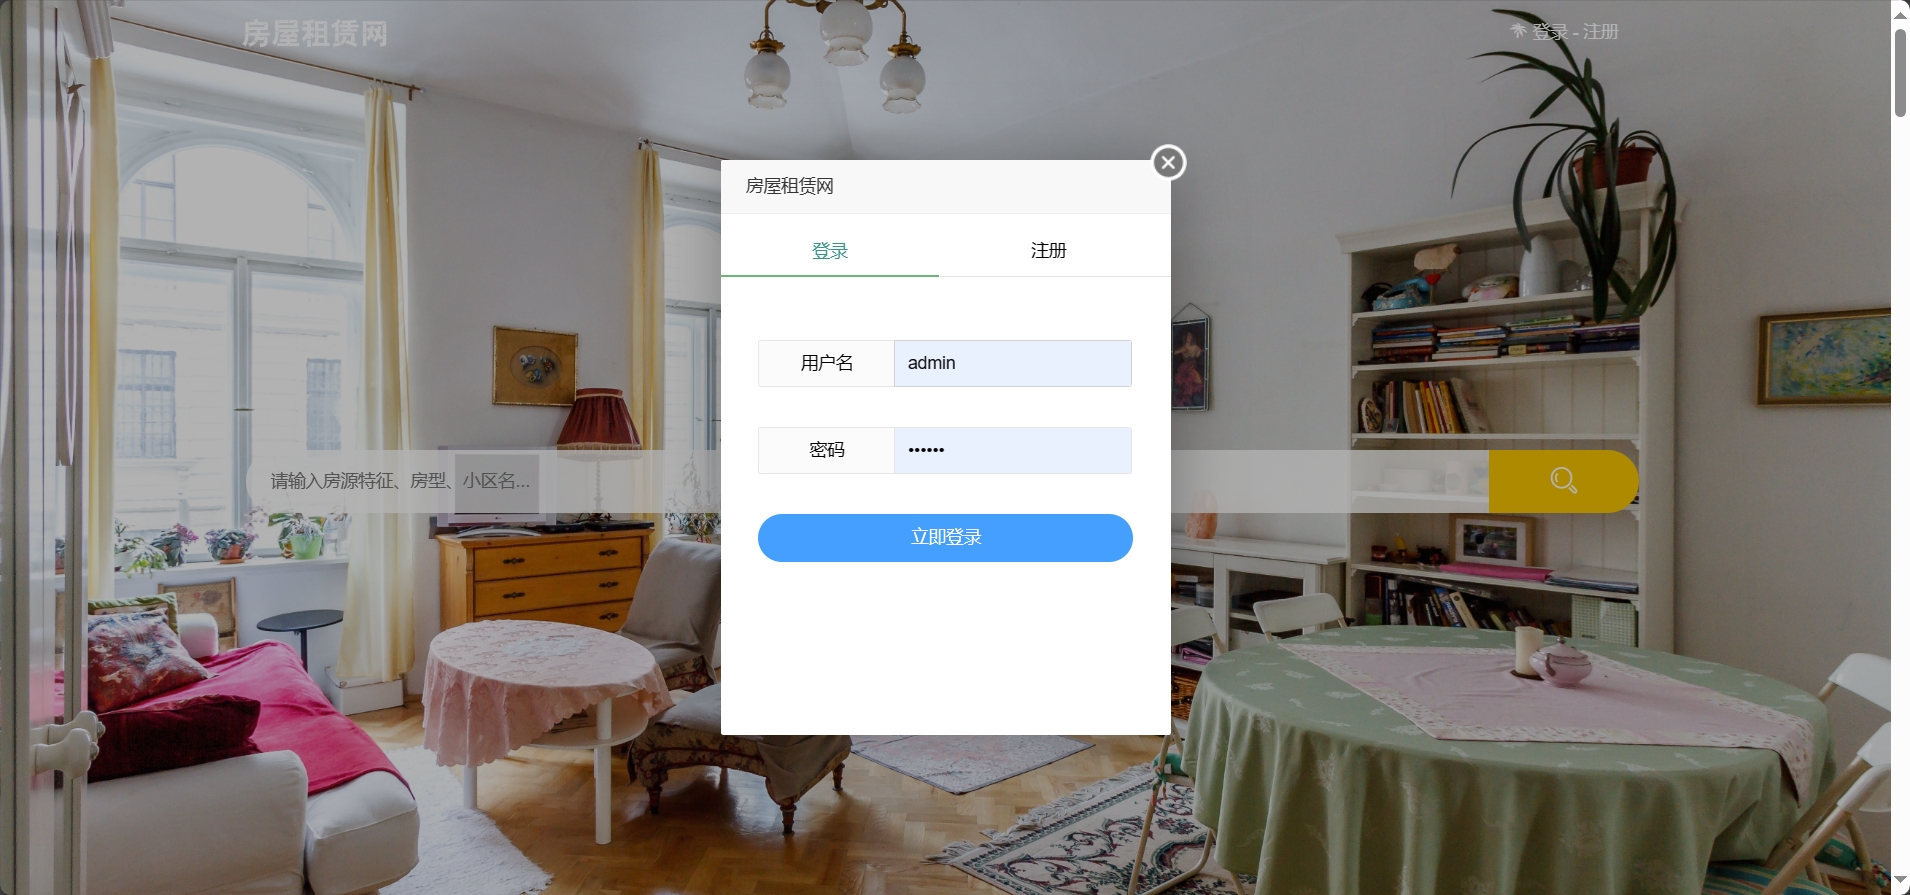 房屋租赁网
登录 - 注册
房屋租赁网
登录
注册
用户名
admin
密码
••••••
请输入房源特征、房型、小区名...
立即登录